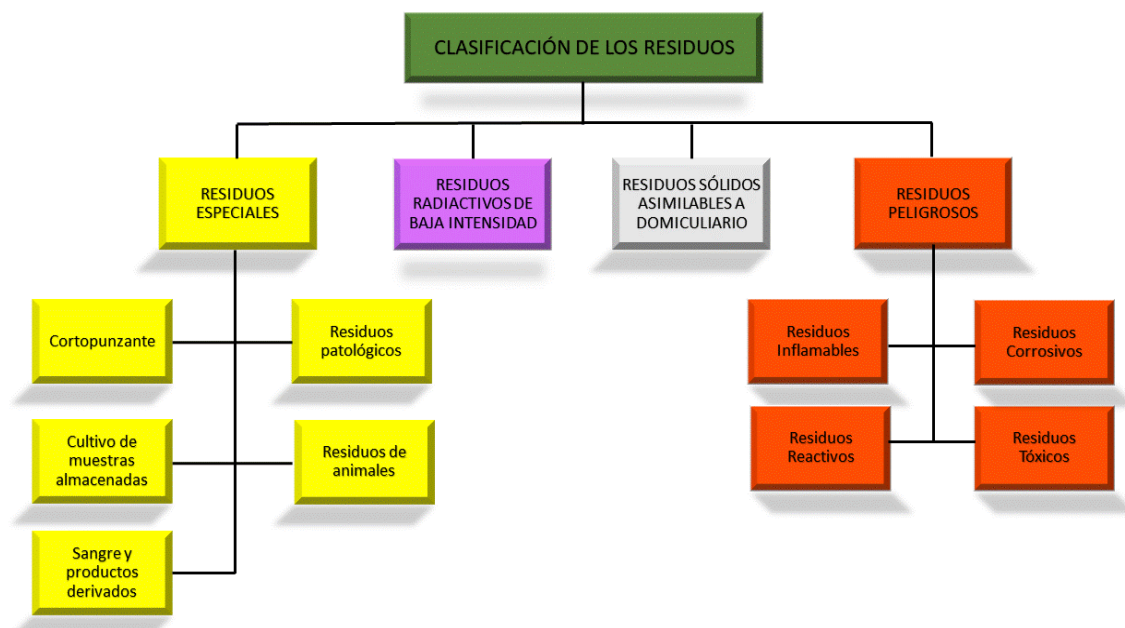 CLASIFICACIÓN DE LOS RESIDUOS
RESIDUOS
ESPECIALES
RESIDUOS
RADIACTIVOS DE
BAJA INTENSIDAD
RESIDUOS SÓLIDOS
ASIMILABLES A
DOMICULIARIO
RESIDUOS
PELIGROSOS
Cortopunzante
Residuos
patológicos
Cultivo de
muestras
almacenadas
Residuos de
animales
Sangre y
productos
derivados
Residuos
Inflamables
Residuos
Corrosivos
Residuos
Reactivos
Residuos
Tóxicos